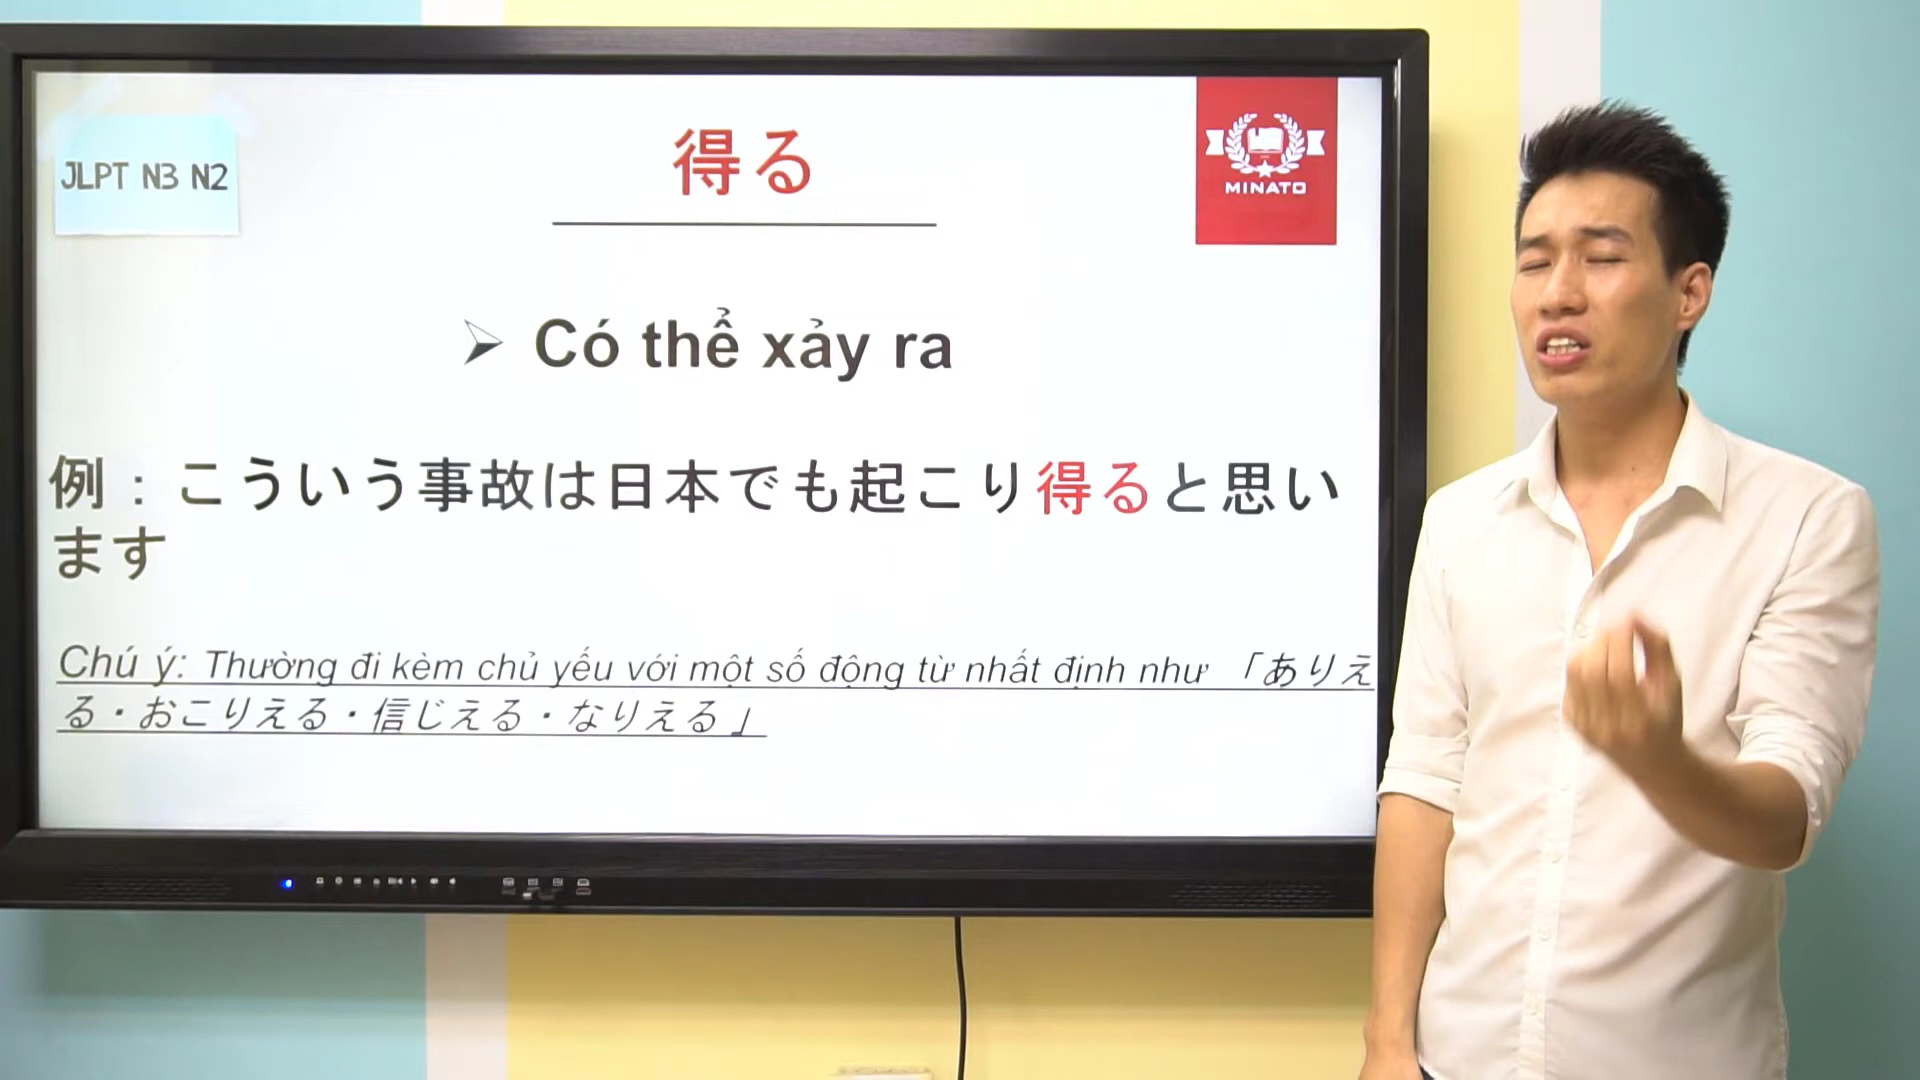 JLPT N3 N2
得る
MINATO
Có thể xảy ra
例：こういう事故は日本でも起こり得ると思い
ます
Chú ý: Thường đi kèm chủ yếu với một số động từ nhất định như 「ありえ
る・おこりえる・信じえる・なりえる」